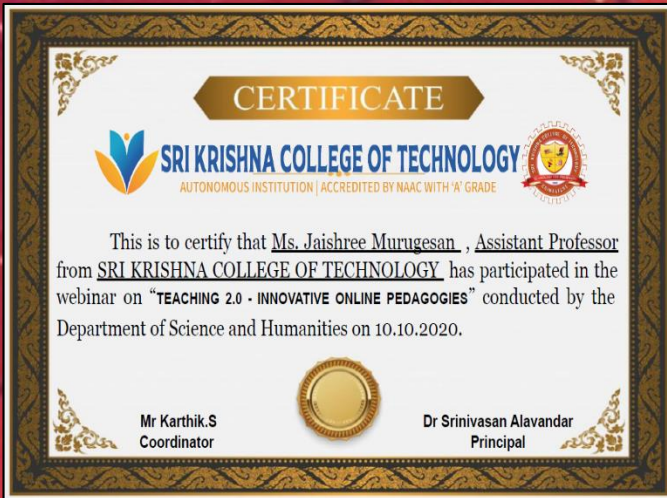 CERTIFICATE
SRI KRISHNA COLLEGE OF TECHNOLOGY
AUTONOMOUS INSTITUTION | ACCREDITED BY NAAC WITH 'A' GRADE
This is to certify that Ms. Jaishree Murugesan , Assistant Professor
from SRI KRISHNA COLLEGE OF TECHNOLOGY has participated in the
webinar on “TEACHING 2.0 - INNOVATIVE ONLINE PEDAGOGIES” conducted by the
Department of Science and Humanities on 10.10.2020.
Mr Karthik.S
Coordinator
Dr Srinivasan Alavandar
Principal